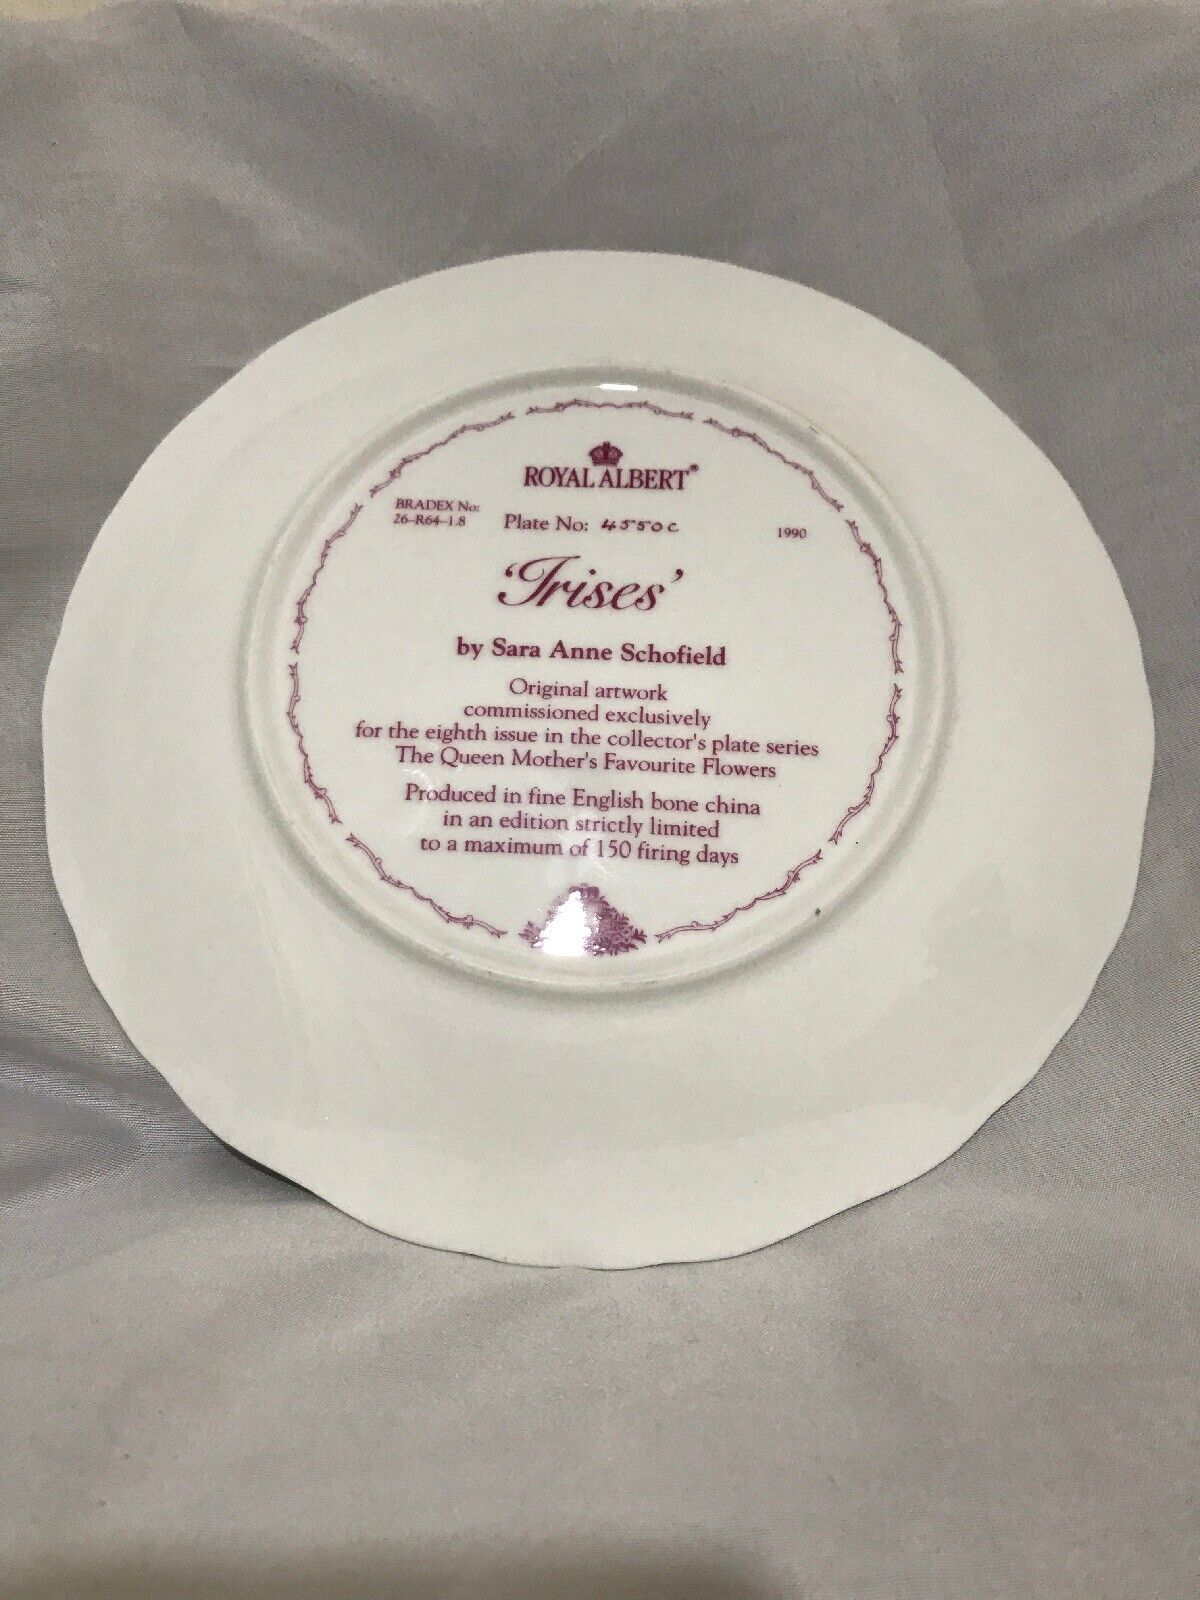 ROYAL ALBERT®
BRADEX No:
26-R64-1.8
Plate No: 4550C
1990
'Irises'
by Sara Anne Schofield
Original artwork
commissioned exclusively
for the eighth issue in the collector's plate series
The Queen Mother's Favourite Flowers
Produced in fine English bone china
in an edition strictly limited
to a maximum of 150 firing days